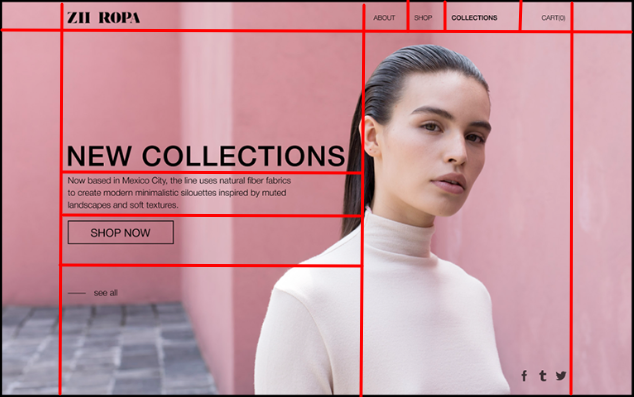 ZII ROPA
ABOUT
SHOP
COLLECTIONS
CART(0)
NEW COLLECTIONS
Now based in Mexico City, the line uses natural fiber fabrics
to create modern minimalistic silouettes inspired by muted
landscapes and soft textures.
SHOP NOW
see all